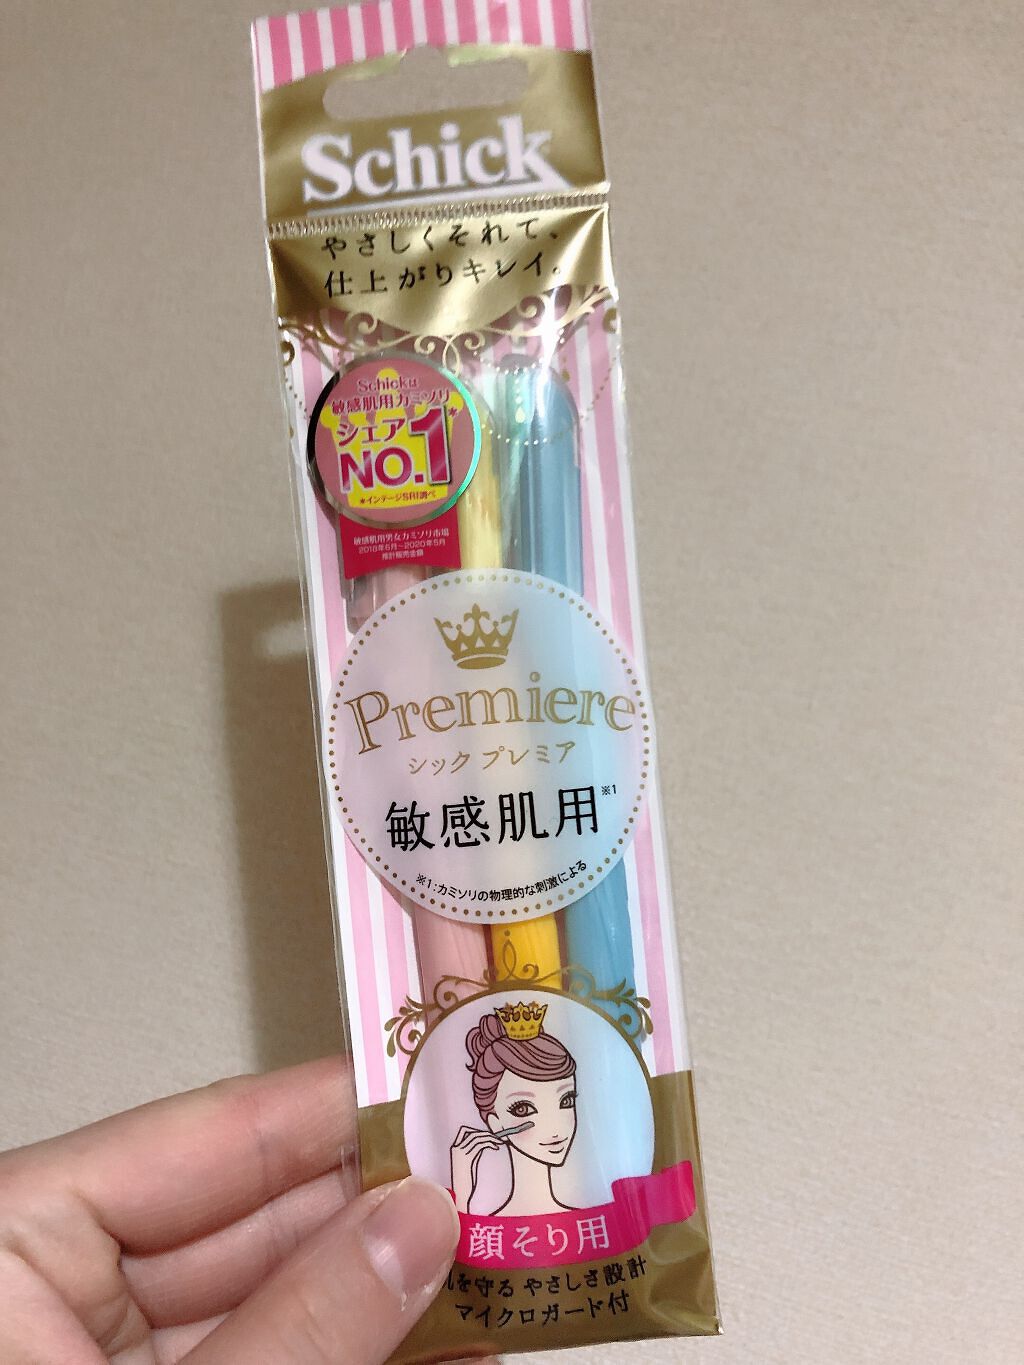 Schick
やさしくそれて、
仕上がりキレイ。
Schickは
敏感肌用カミソリ
シェア
NO.1*
*インテージSRI調べ
敏感肌用男女カミソリ市場
2018年6月~2020年5月
推計販売金額
Premiere
シック プレミア
敏感肌用※1
※1:カミソリの物理的な刺激による
顔そり用
を守る やさしさ設計
マイクロガード付